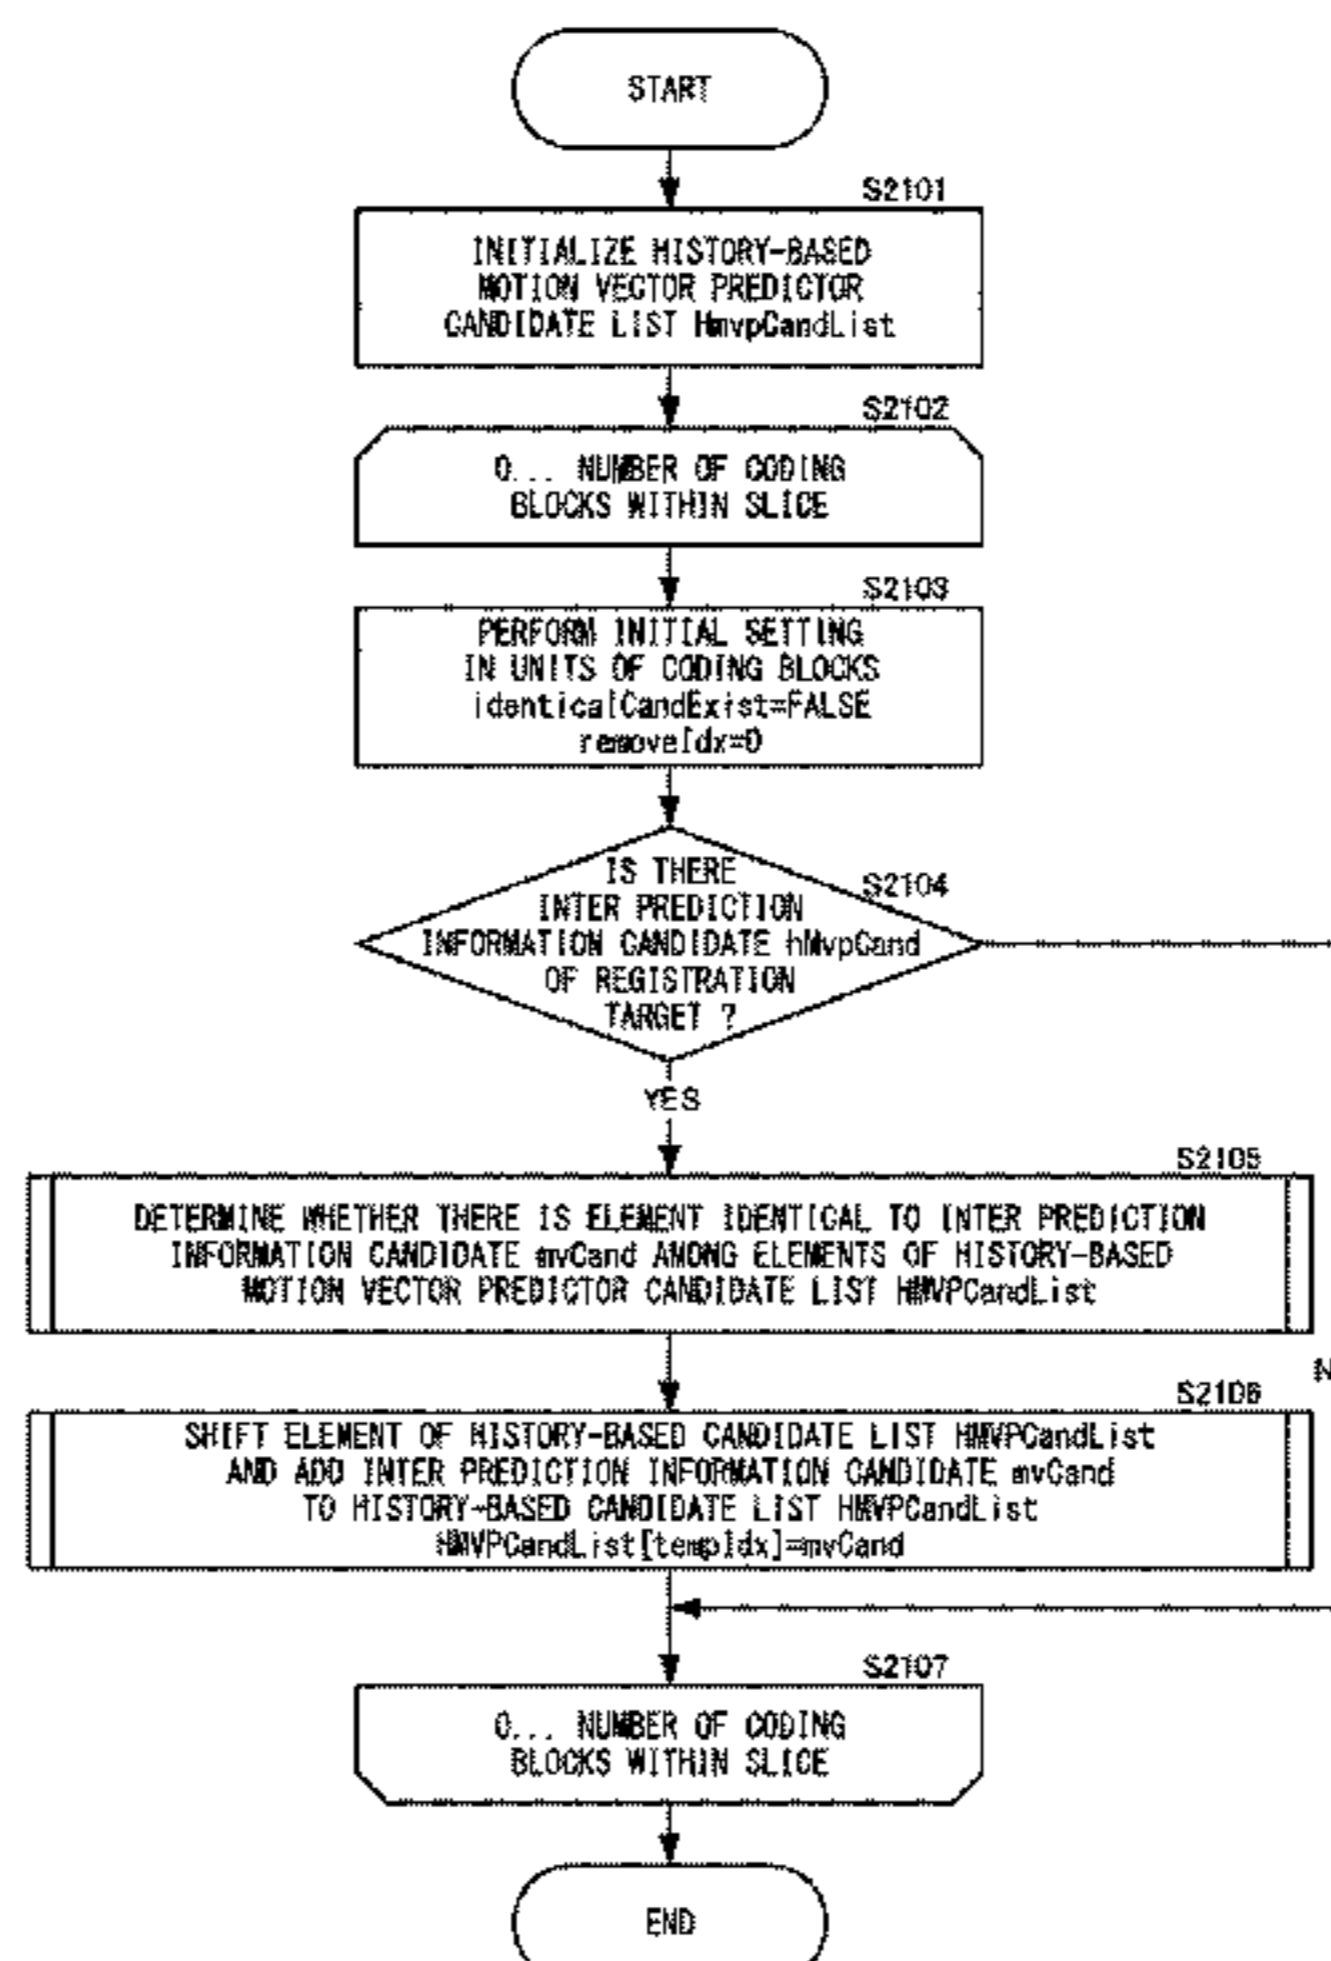 START
S2101
INITIALIZE HISTORY-BASED
MOTION VECTOR PREDICTOR
CANDIDATE LIST HmvpCandList
S2102
0... NUMBER OF CODING
BLOCKS WITHIN SLICE
S2103
PERFORM INITIAL SETTING
IN UNITS OF CODING BLOCKS
identicalCandExist=FALSE
removeIdx=0
S2104
IS THERE
INTER PREDICTION
INFORMATION CANDIDATE hMvpCand
OF REGISTRATION
TARGET ?
YES
S2105
DETERMINE WHETHER THERE IS ELEMENT IDENTICAL TO INTER PREDICTION
INFORMATION CANDIDATE mvCand AMONG ELEMENTS OF HISTORY-BASED
MOTION VECTOR PREDICTOR CANDIDATE LIST HMVPCandList
N
S2106
SHIFT ELEMENT OF HISTORY-BASED CANDIDATE LIST HMVPCandList
AND ADD INTER PREDICTION INFORMATION CANDIDATE mvCand
TO HISTORY-BASED CANDIDATE LIST HMVPCandList
HMVPCandList[tempIdx]=mvCand
S2107
0... NUMBER OF CODING
BLOCKS WITHIN SLICE
END